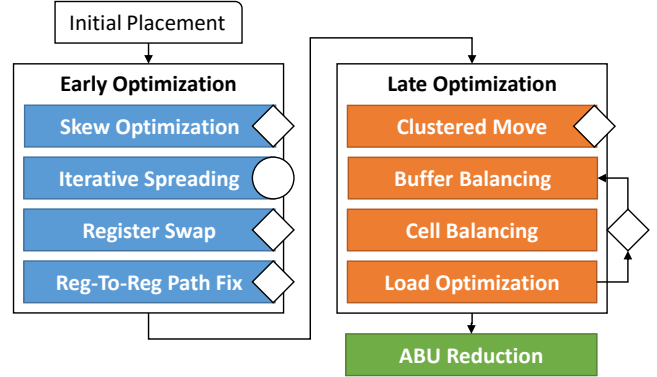 Initial Placement
Early Optimization
Skew Optimization
Iterative Spreading
Register Swap
Reg-To-Reg Path Fix
Late Optimization
Clustered Move
Buffer Balancing
Cell Balancing
Load Optimization
ABU Reduction